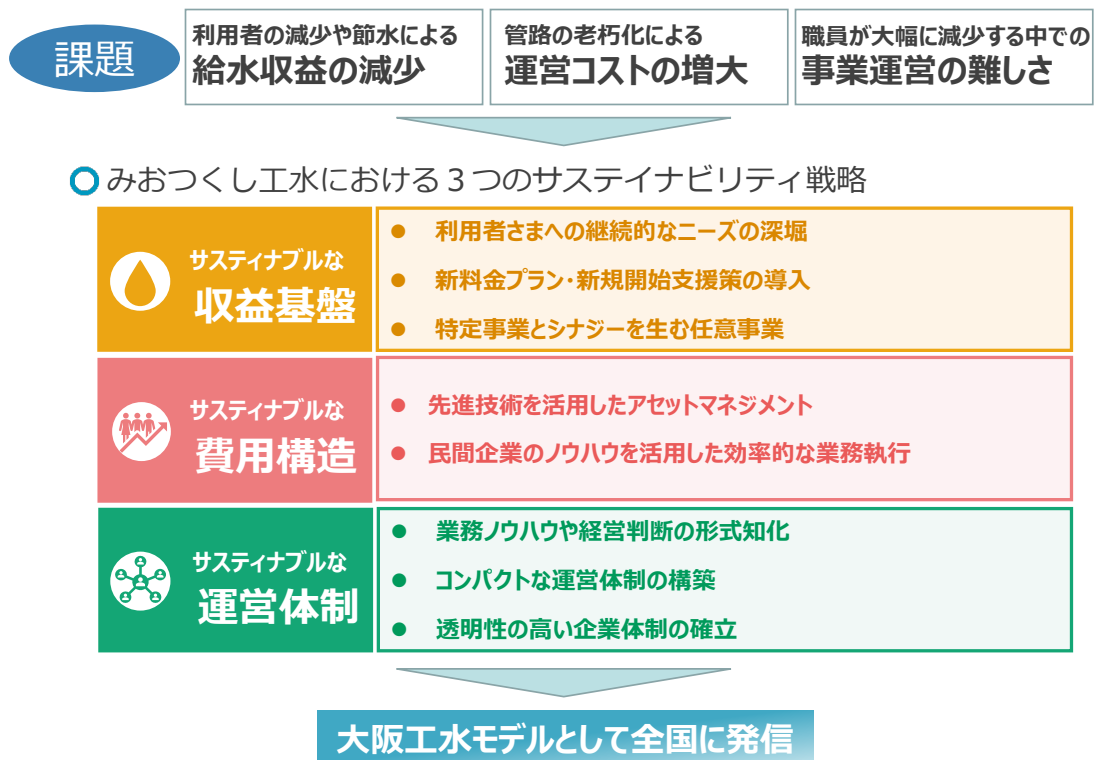 課題
利用者の減少や節水による
給水収益の減少
管路の老朽化による
運営コストの増大
職員が大幅に減少する中での
事業運営の難しさ
みおつくし工水における３つのサステイナビリティ戦略
サスティナブルな
収益基盤
● 利用者さまへの継続的なニーズの深堀
● 新料金プラン・新規開始支援策の導入
● 特定事業とシナジーを生む任意事業
サスティナブルな
費用構造
● 先進技術を活用したアセットマネジメント
● 民間企業のノウハウを活用した効率的な業務執行
サスティナブルな
運営体制
● 業務ノウハウや経営判断の形式知化
● コンパクトな運営体制の構築
● 透明性の高い企業体制の確立
大阪工水モデルとして全国に発信